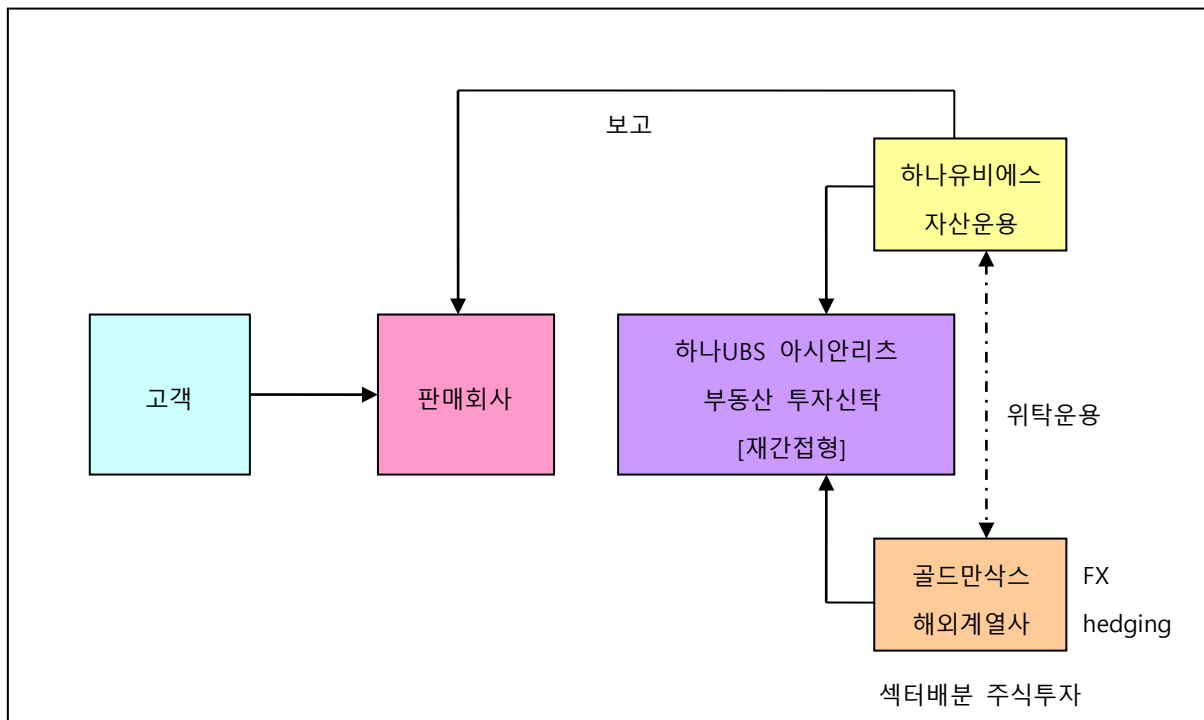 보고
하나유비에스
자산운용
고객
판매회사
하나UBS 아시안리츠
부동산 투자신탁
[재간접형]
위탁운용
골드만삭스
해외계열사
FX
hedging
섹터배분 주식투자